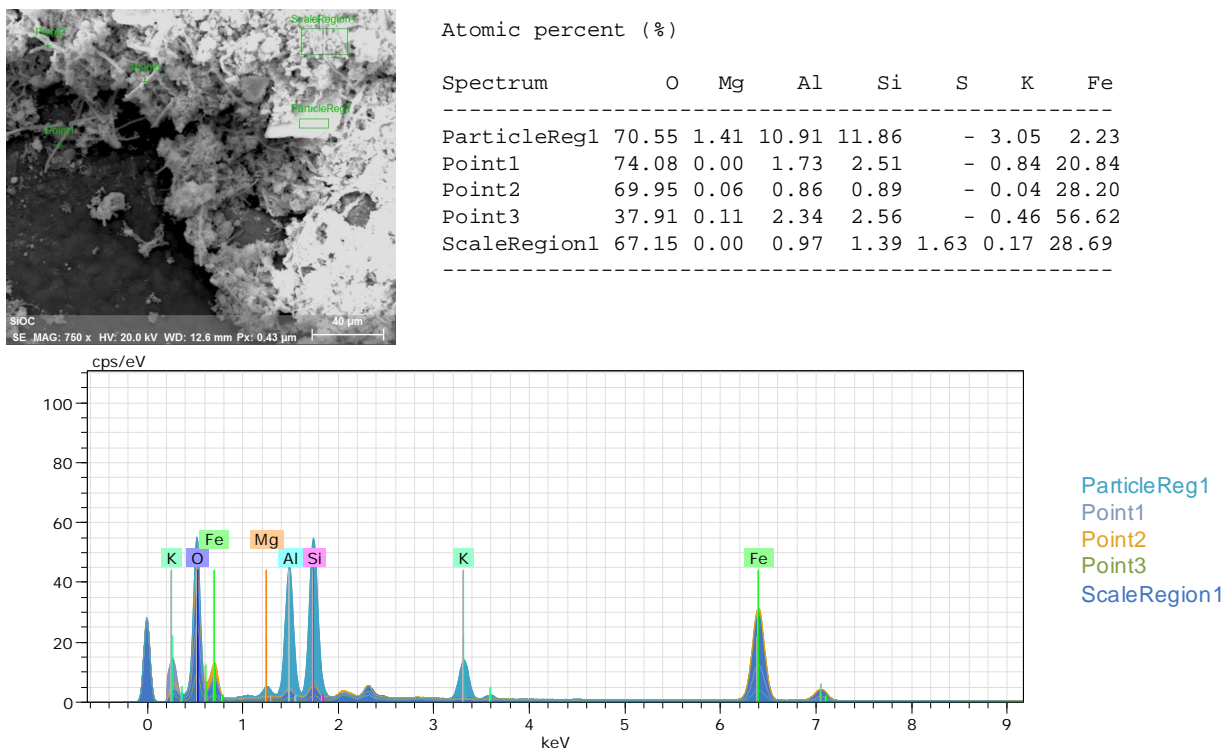 ScaleRegion1
Point2
Point3
ParticleReg1
Point1
SiOC
40 µm
SE MAG: 750 x HV: 20.0 kV WD: 12.6 mm Px: 0.43 µm
Atomic percent (%)
Spectrum O Mg Al Si S K Fe
-------------------------------------------------------
ParticleReg1 70.55 1.41 10.91 11.86 - 3.05 2.23
Point1 74.08 0.00 1.73 2.51 - 0.84 20.84
Point2 69.95 0.06 0.86 0.89 - 0.04 28.20
Point3 37.91 0.11 2.34 2.56 - 0.46 56.62
ScaleRegion1 67.15 0.00 0.97 1.39 1.63 0.17 28.69
-------------------------------------------------------
cps/eV
100
80
60
40
20
0
K O Fe Mg Al Si K Fe
0 1 2 3 4 5 6 7 8 9
keV
ParticleReg1
Point1
Point2
Point3
ScaleRegion1